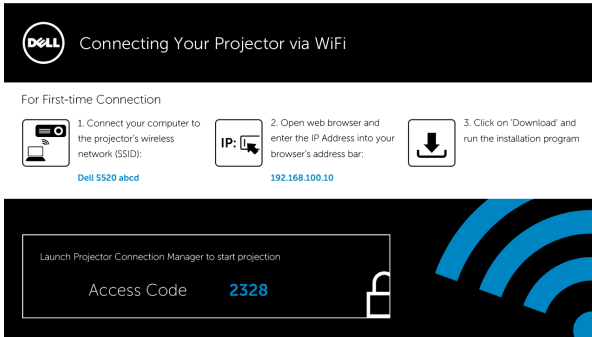 DELL
Connecting Your Projector via WiFi
For First-time Connection
1. Connect your computer to
the projector's wireless
network (SSID):
Dell S520 abcd
IP:
2. Open web browser and
enter the IP Address into your
browser's address bar:
192.168.100.10
3. Click on 'Download' and
run the installation program
Launch Projector Connection Manager to start projection
Access Code 2328